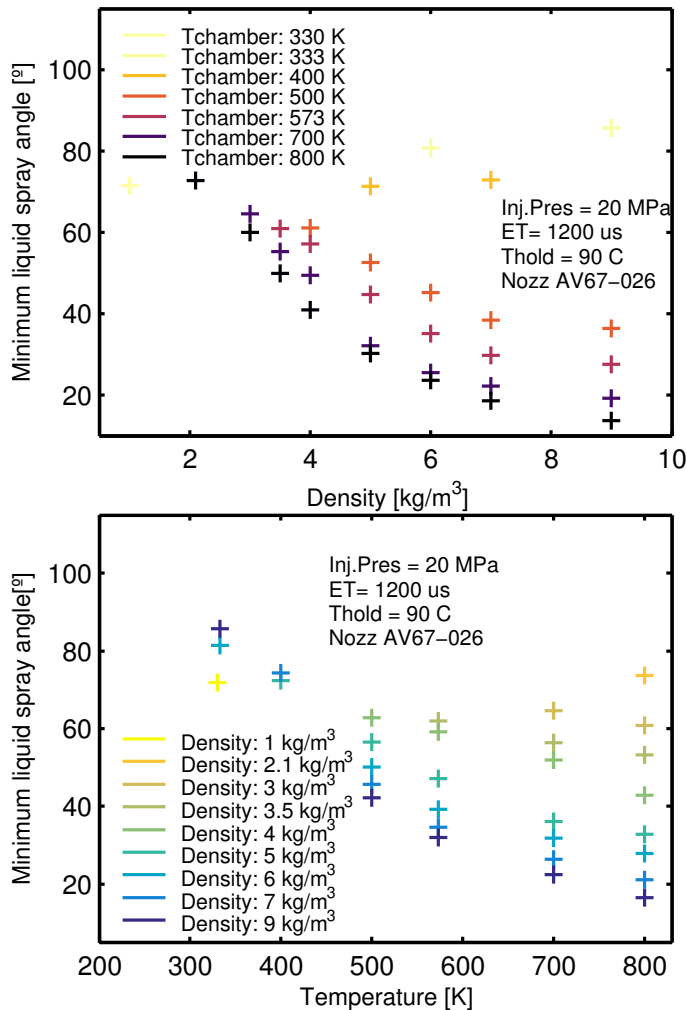 100
80
60
40
20
Minimum liquid spray angle [º]
Tchamber: 330 K
Tchamber: 333 K
Tchamber: 400 K
Tchamber: 500 K
Tchamber: 573 K
Tchamber: 700 K
Tchamber: 800 K
Inj.Pres = 20 MPa
ET= 1200 us
Thold = 90 C
Nozz AV67−026
2 4 6 8 10
Density [kg/m³]
100
80
60
40
20
Minimum liquid spray angle[º]
Inj.Pres = 20 MPa
ET= 1200 us
Thold = 90 C
Nozz AV67−026
Density: 1 kg/m³
Density: 2.1 kg/m³
Density: 3 kg/m³
Density: 3.5 kg/m³
Density: 4 kg/m³
Density: 5 kg/m³
Density: 6 kg/m³
Density: 7 kg/m³
Density: 9 kg/m³
200 300 400 500 600 700 800
Temperature [K]